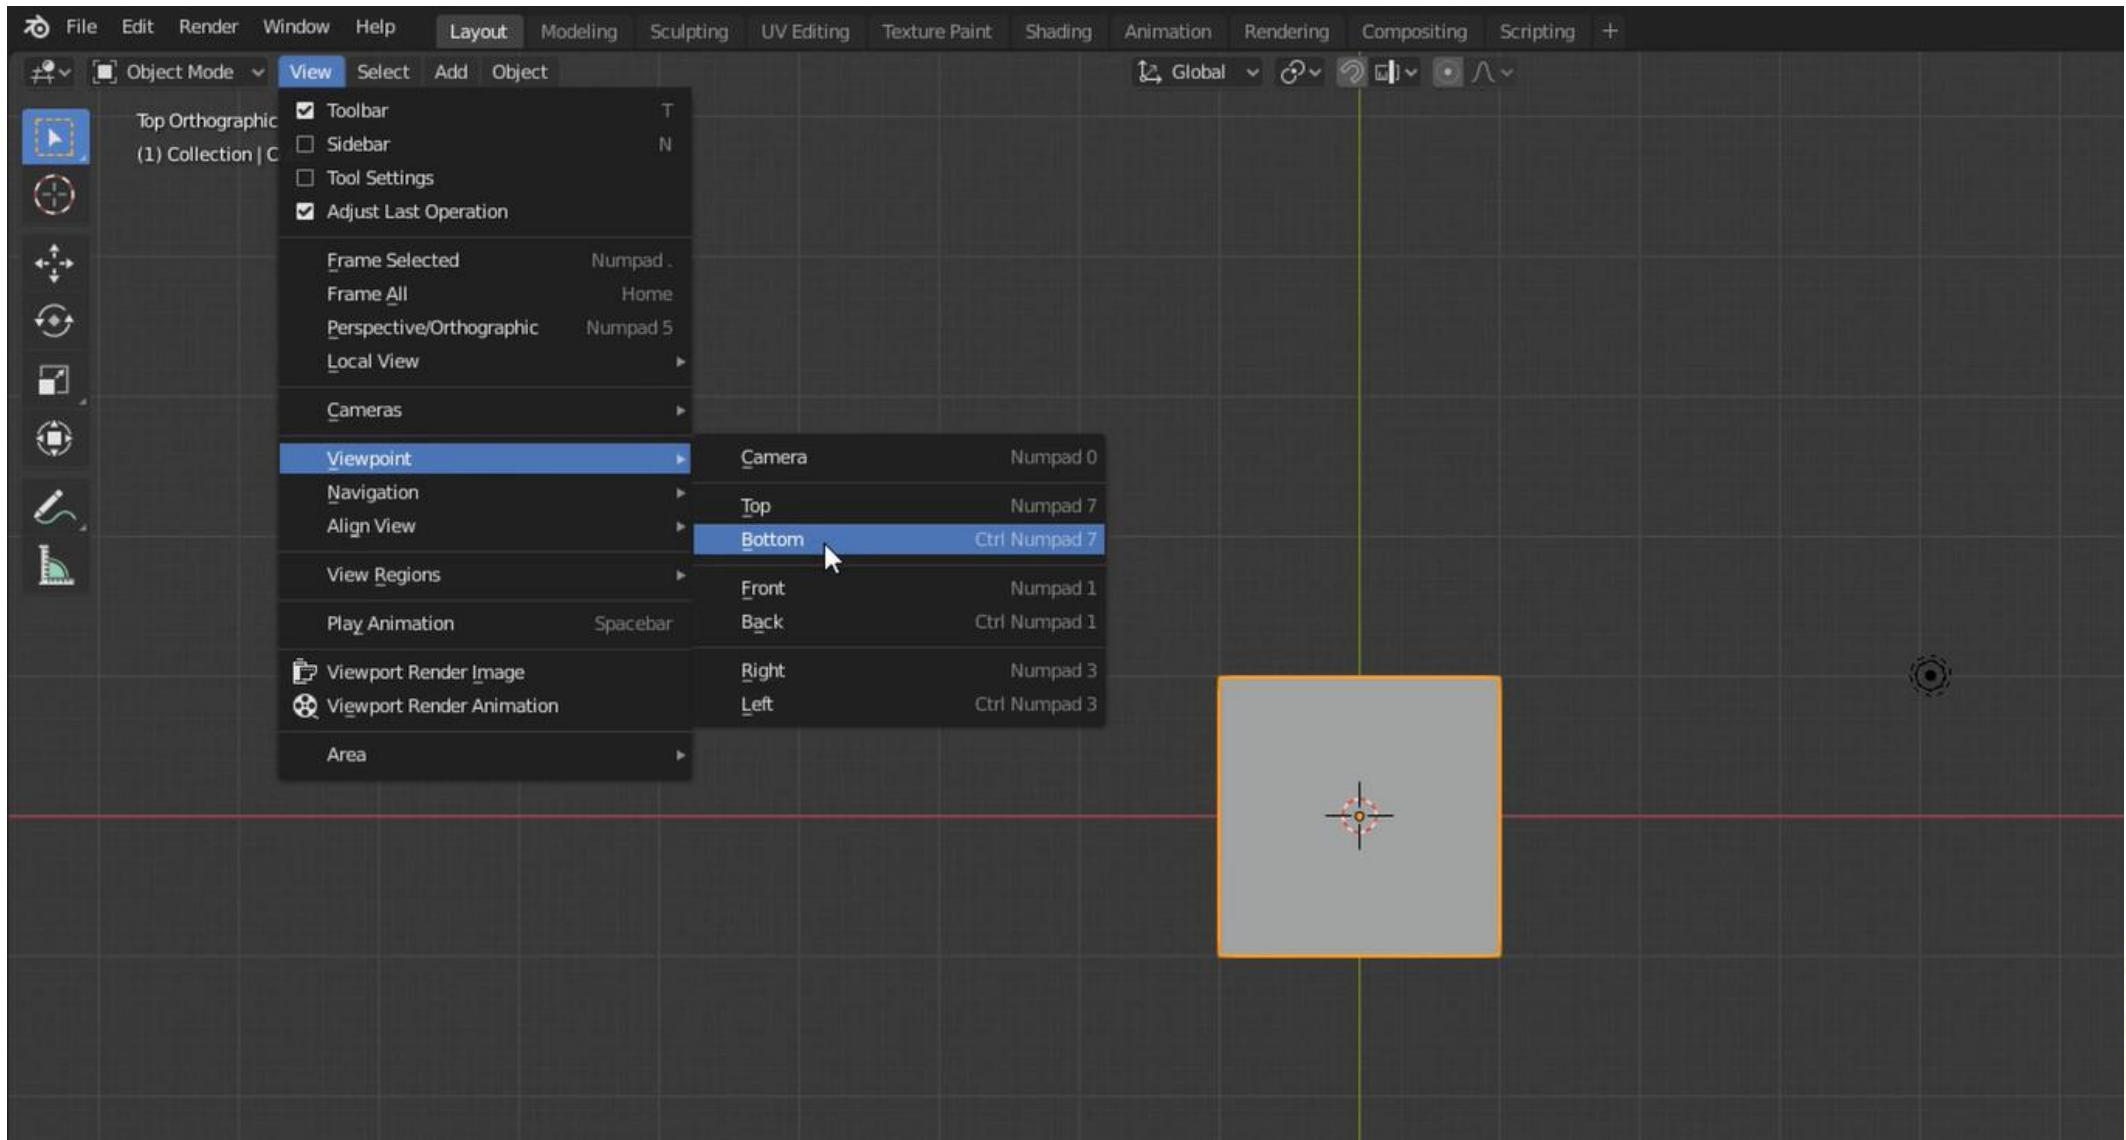 File Edit Render Window Help Layout Modeling Sculpting UV Editing Texture Paint Shading Animation Rendering Compositing Scripting +
Object Mode View Select Add Object Global
Top Orthographic
(1) Collection | C
Toolbar T
Sidebar N
Tool Settings
Adjust Last Operation
Frame Selected Numpad .
Frame All Home
Perspective/Orthographic Numpad 5
Local View
Cameras
Viewpoint
Navigation
Align View
View Regions
Play Animation Spacebar
Viewport Render Image
Viewport Render Animation
Area
Camera Numpad 0
Top Numpad 7
Bottom Ctrl Numpad 7
Front Numpad 1
Back Ctrl Numpad 1
Right Numpad 3
Left Ctrl Numpad 3